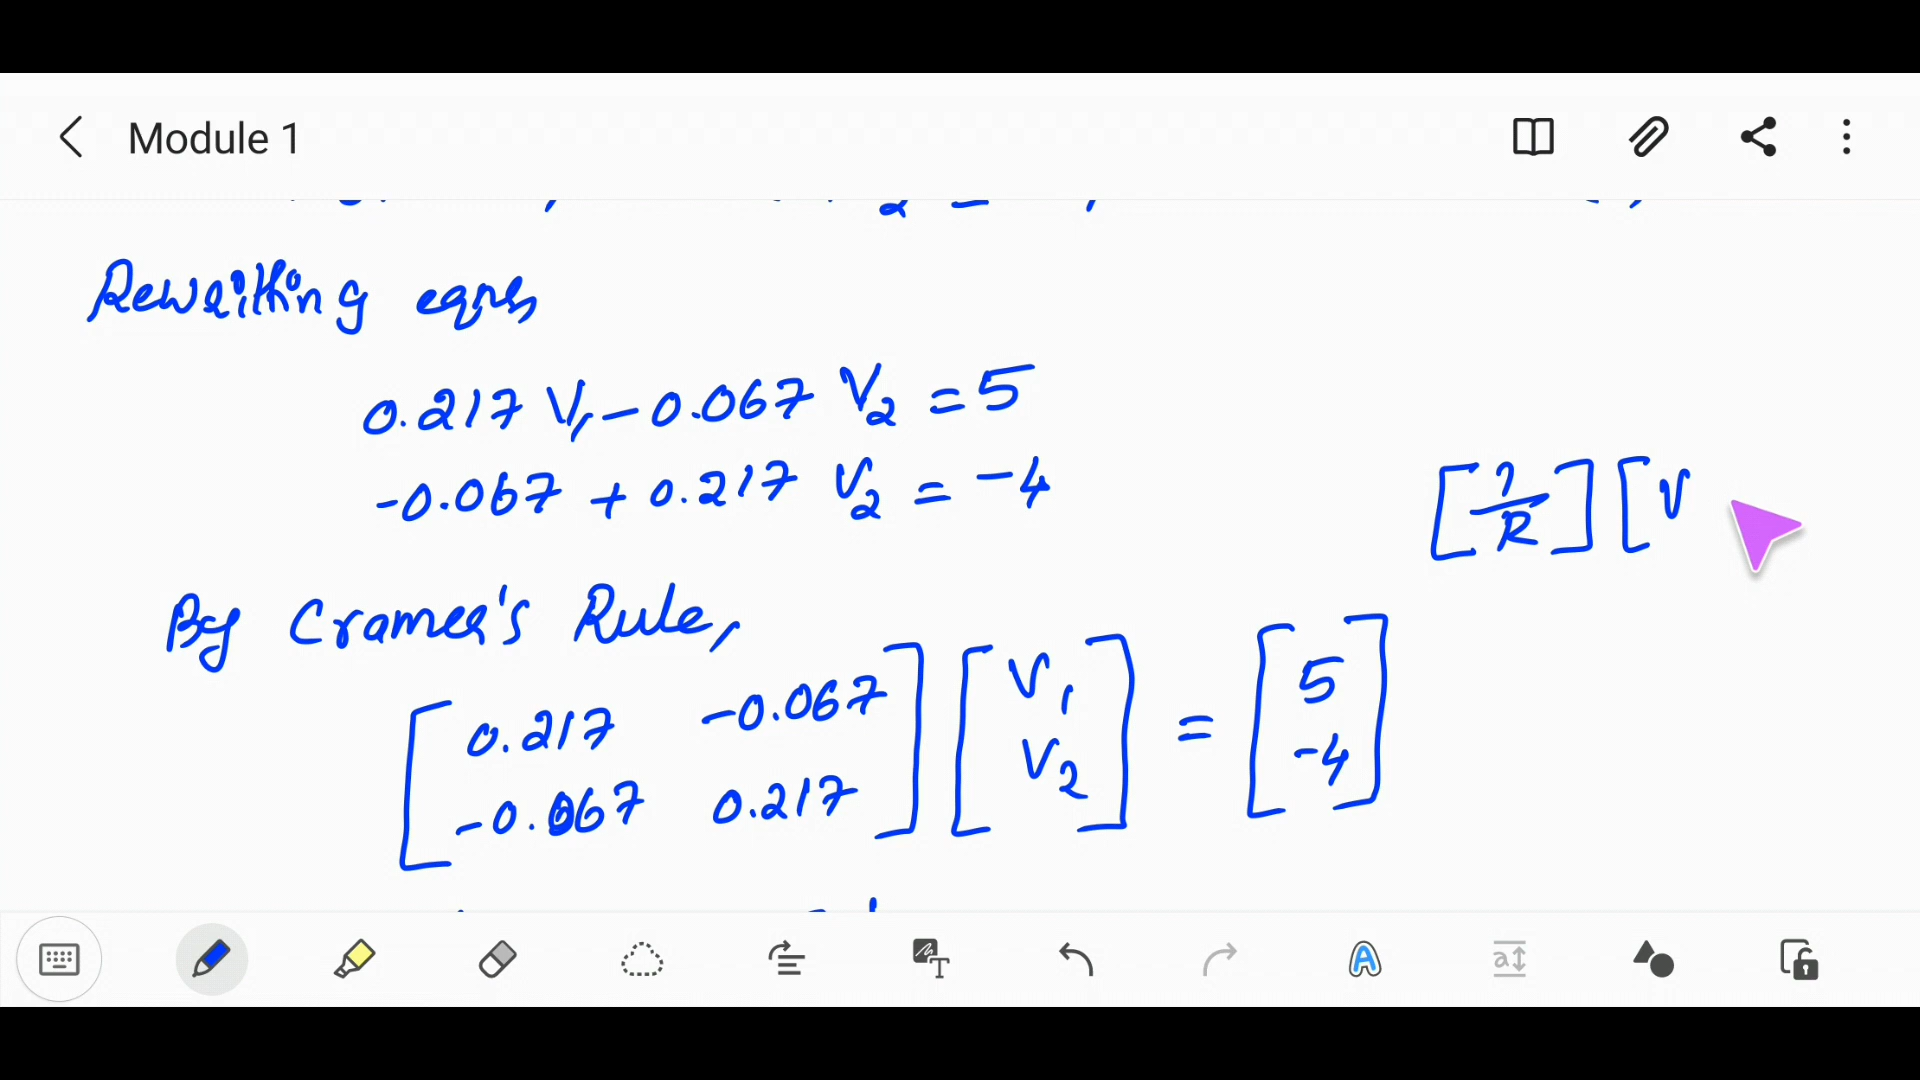 Module 1
Rewriting eqns
0.217 V₁ - 0.067 V₂ = 5
-0.067 + 0.217 V₂ = -4
[1/R] [V
By Cramer's Rule,
[0.217 -0.067] [V₁] = [5]
[-0.067 0.217] [V₂] [-4]